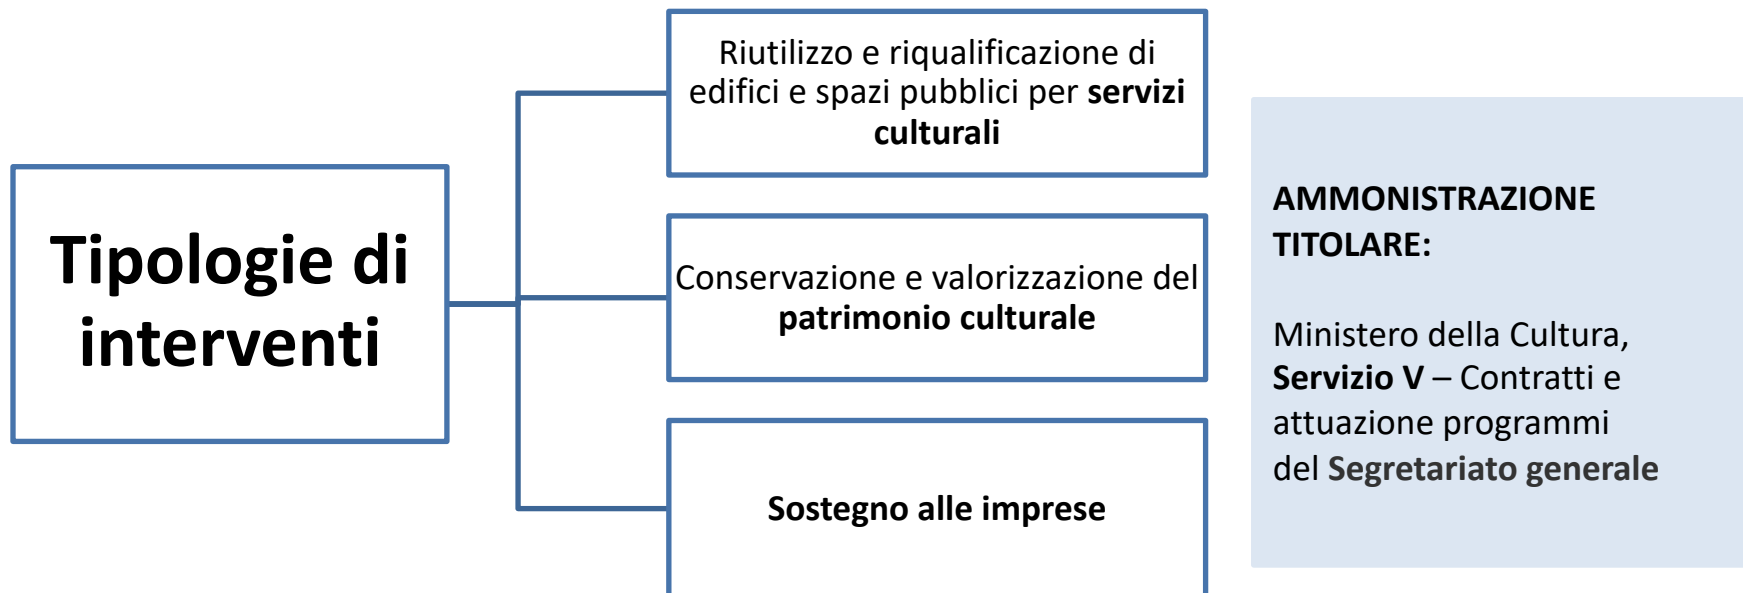 Tipologie di
interventi
Riutilizzo e riqualificazione di
edifici e spazi pubblici per servizi
culturali
Conservazione e valorizzazione del
patrimonio culturale
Sostegno alle imprese
AMMONISTRAZIONE
TITOLARE:
Ministero della Cultura,
Servizio V – Contratti e
attuazione programmi
del Segretariato generale